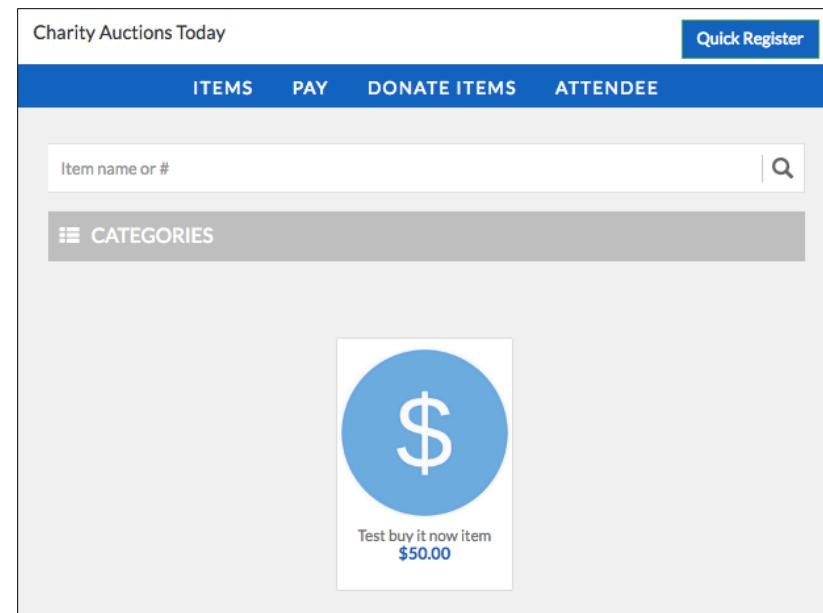 Charity Auctions Today
Quick Register
ITEMS PAY DONATE ITEMS ATTENDEE
Item name or #
CATEGORIES
$
Test buy it now item
$50.00